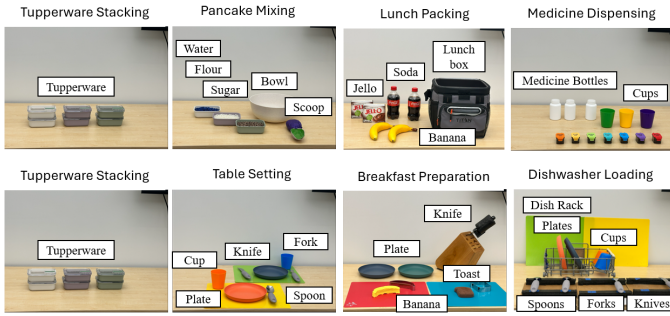 Tupperware Stacking
Pancake Mixing
Lunch Packing
Medicine Dispensing
Tupperware
Water
Flour
Sugar
Bowl
Scoop
Jello
Soda
Lunch
box
Banana
Medicine Bottles
Cups
Tupperware Stacking
Table Setting
Breakfast Preparation
Dishwasher Loading
Tupperware
Cup
Knife
Fork
Plate
Spoon
Knife
Plate
Toast
Banana
Dish Rack
Plates
Cups
Spoons
Forks
Knives